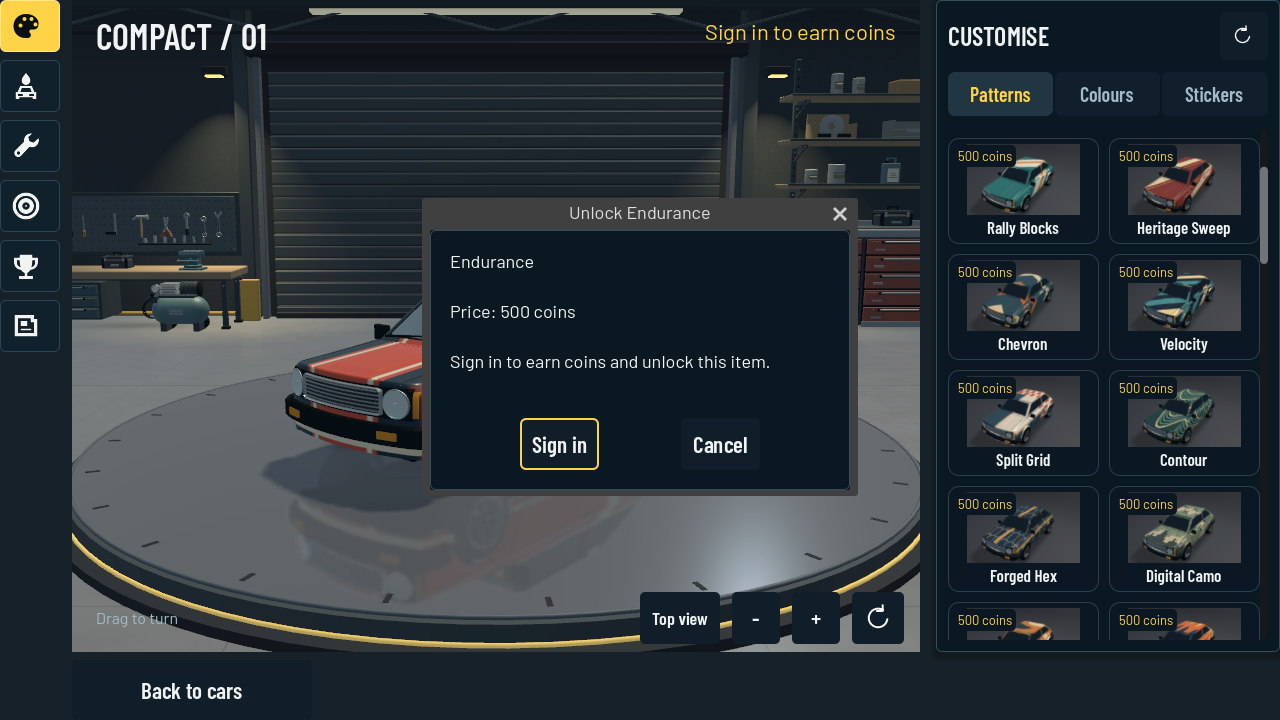 COMPACT / 01
Sign in to earn coins
CUSTOMISE
Patterns
Colours
Stickers
500 coins
Rally Blocks
500 coins
Heritage Sweep
500 coins
Chevron
500 coins
Velocity
500 coins
Split Grid
500 coins
Contour
500 coins
Forged Hex
500 coins
Digital Camo
500 coins
500 coins
Unlock Endurance
Endurance
Price: 500 coins
Sign in to earn coins and unlock this item.
Sign in
Cancel
Drag to turn
Top view
-
+
Back to cars